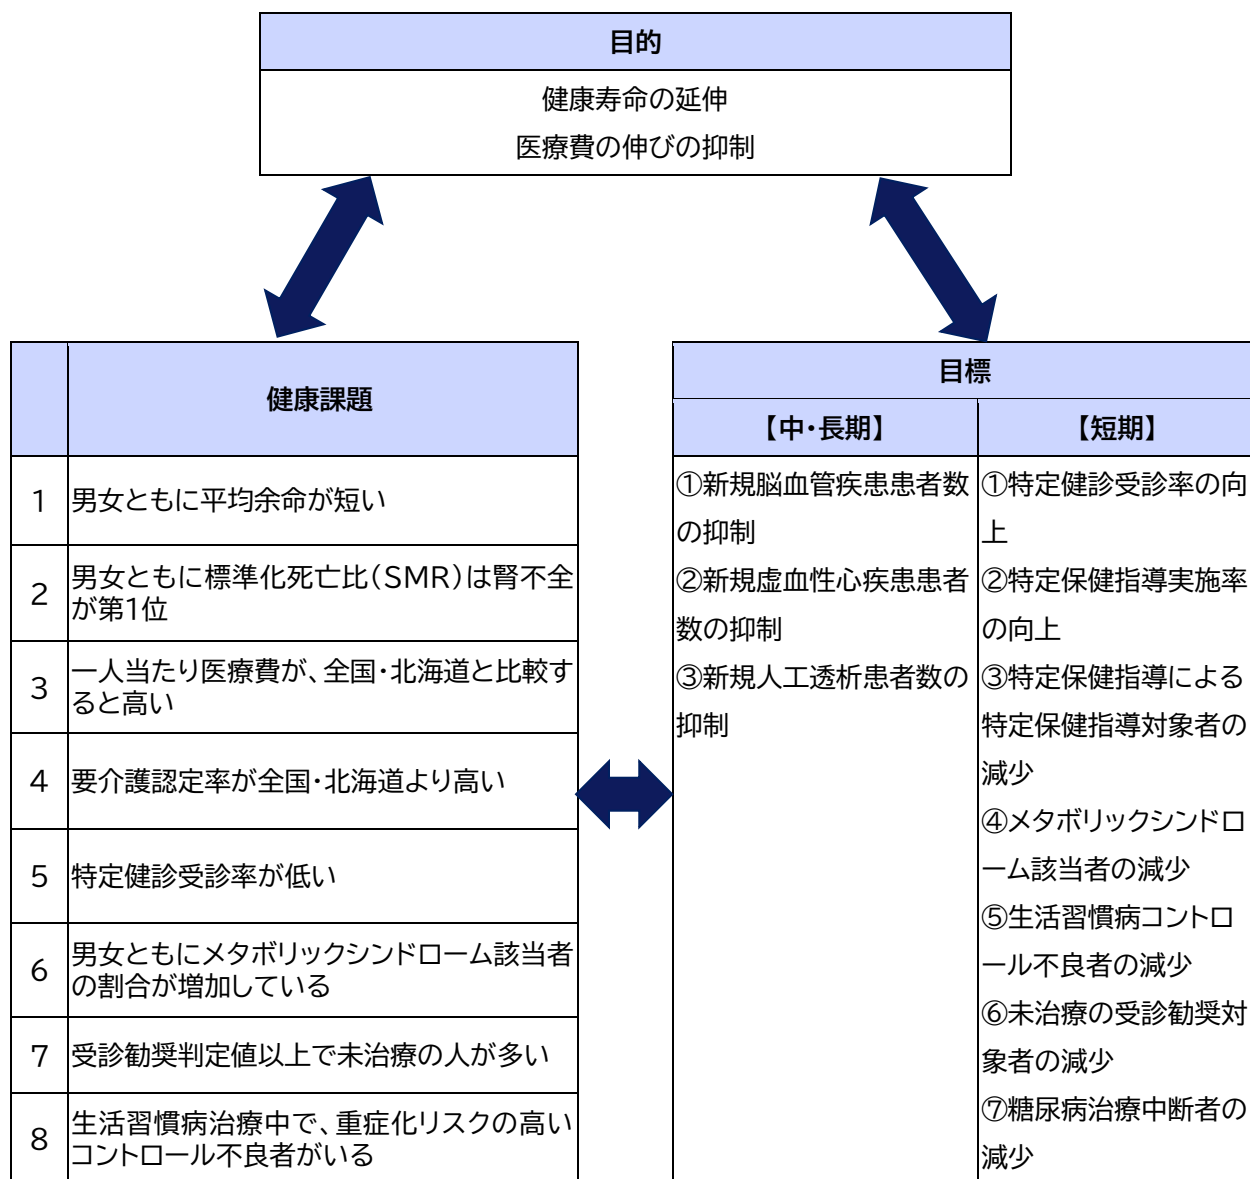 目的
健康寿命の延伸
医療費の伸びの抑制
健康課題
1
男女ともに平均余命が短い
2
男女ともに標準化死亡比(SMR)は腎不全
が第1位
3
一人当たり医療費が、全国・北海道と比較す
ると高い
4
要介護認定率が全国・北海道より高い
5
特定健診受診率が低い
6
男女ともにメタボリックシンドローム該当者
の割合が増加している
7
受診勧奨判定値以上で未治療の人が多い
8
生活習慣病治療中で、重症化リスクの高い
コントロール不良者がいる
目標
【中・長期】
①新規脳血管疾患患者数
の抑制
②新規虚血性心疾患患者
数の抑制
③新規人工透析患者数の
抑制
【短期】
①特定健診受診率の向
上
②特定保健指導実施率
の向上
③特定保健指導による
特定保健指導対象者の
減少
④メタボリックシンドロ
ーム該当者の減少
⑤生活習慣病コントロ
ール不良者の減少
⑥未治療の受診勧奨対
象者の減少
⑦糖尿病治療中断者の
減少